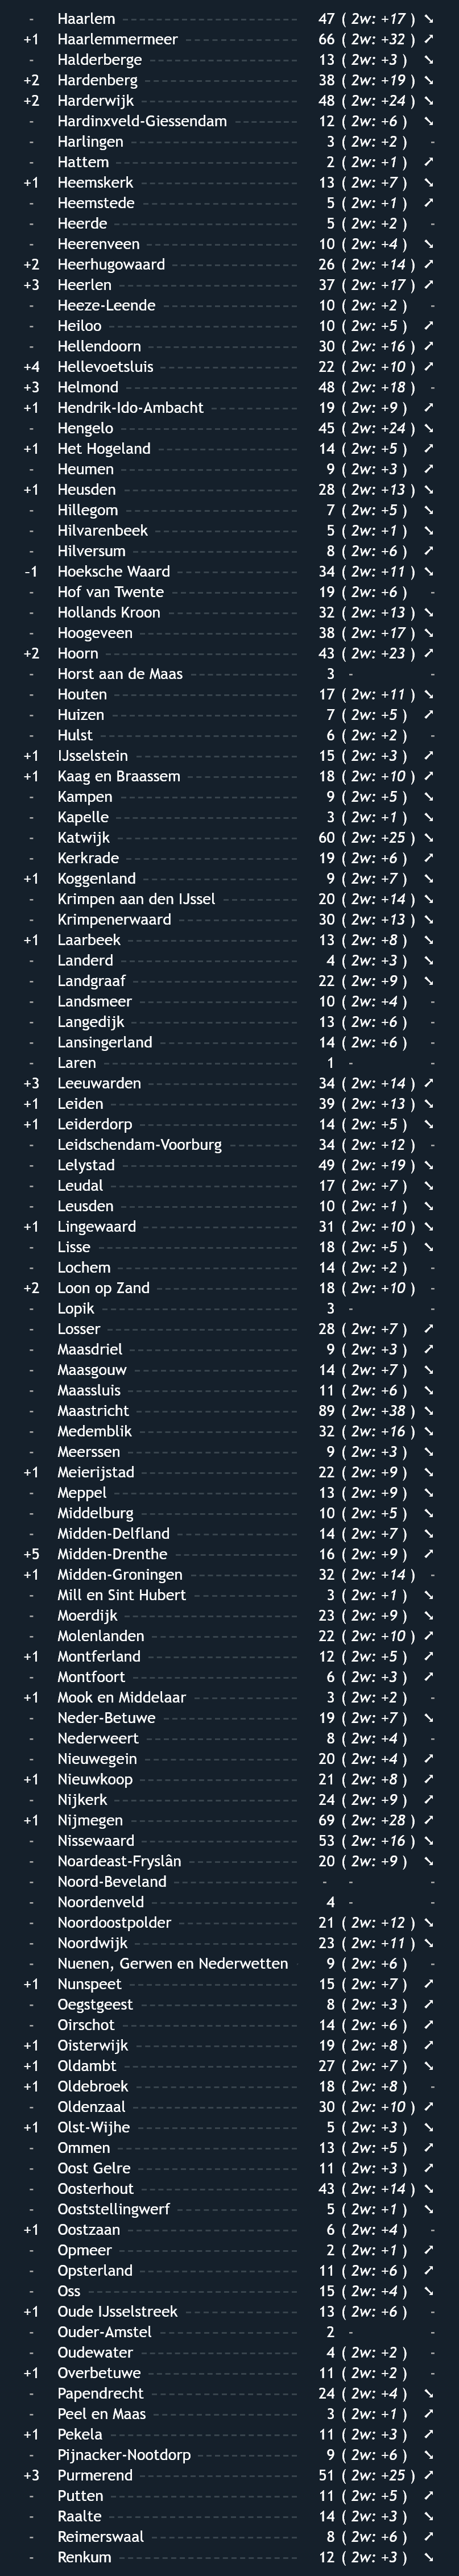 - Haarlem 47 ( 2w: +17 ) ➘
+1 Haarlemmermeer 66 ( 2w: +32 ) ➚
- Halderberge 13 ( 2w: +3 ) ➘
+2 Hardenberg 38 ( 2w: +19 ) ➘
+2 Harderwijk 48 ( 2w: +24 ) ➘
- Hardinxveld-Giessendam 12 ( 2w: +6 ) ➘
- Harlingen 3 ( 2w: +2 ) -
- Hattem 2 ( 2w: +1 ) ➚
+1 Heemskerk 13 ( 2w: +7 ) ➘
- Heemstede 5 ( 2w: +1 ) ➚
- Heerde 5 ( 2w: +2 ) -
- Heerenveen 10 ( 2w: +4 ) ➘
+2 Heerhugowaard 26 ( 2w: +14 ) ➚
+3 Heerlen 37 ( 2w: +17 ) ➚
- Heeze-Leende 10 ( 2w: +2 ) -
- Heiloo 10 ( 2w: +5 ) ➚
- Hellendoorn 30 ( 2w: +16 ) ➚
+4 Hellevoetsluis 22 ( 2w: +10 ) ➚
+3 Helmond 48 ( 2w: +18 ) -
+1 Hendrik-Ido-Ambacht 19 ( 2w: +9 ) ➚
- Hengelo 45 ( 2w: +24 ) ➘
+1 Het Hogeland 14 ( 2w: +5 ) ➚
- Heumen 9 ( 2w: +3 ) ➚
+1 Heusden 28 ( 2w: +13 ) ➘
- Hillegom 7 ( 2w: +5 ) ➘
- Hilvarenbeek 5 ( 2w: +1 ) ➘
- Hilversum 8 ( 2w: +6 ) ➚
-1 Hoeksche Waard 34 ( 2w: +11 ) ➘
- Hof van Twente 19 ( 2w: +6 ) -
- Hollands Kroon 32 ( 2w: +13 ) ➘
- Hoogeveen 38 ( 2w: +17 ) ➘
+2 Hoorn 43 ( 2w: +23 ) ➚
- Horst aan de Maas 3 - -
- Houten 17 ( 2w: +11 ) ➘
- Huizen 7 ( 2w: +5 ) ➚
- Hulst 6 ( 2w: +2 ) -
+1 IJsselstein 15 ( 2w: +3 ) ➚
+1 Kaag en Braassem 18 ( 2w: +10 ) ➚
- Kampen 9 ( 2w: +5 ) ➘
- Kapelle 3 ( 2w: +1 ) ➘
- Katwijk 60 ( 2w: +25 ) ➘
- Kerkrade 19 ( 2w: +6 ) ➚
+1 Koggenland 9 ( 2w: +7 ) ➘
- Krimpen aan den IJssel 20 ( 2w: +14 ) ➘
- Krimpenerwaard 30 ( 2w: +13 ) ➘
+1 Laarbeek 13 ( 2w: +8 ) ➘
- Landerd 4 ( 2w: +3 ) ➘
- Landgraaf 22 ( 2w: +9 ) ➘
- Landsmeer 10 ( 2w: +4 ) -
- Langedijk 13 ( 2w: +6 ) -
- Lansingerland 14 ( 2w: +6 ) -
- Laren 1 - -
+3 Leeuwarden 34 ( 2w: +14 ) ➚
+1 Leiden 39 ( 2w: +13 ) ➘
+1 Leiderdorp 14 ( 2w: +5 ) ➘
- Leidschendam-Voorburg 34 ( 2w: +12 ) -
- Lelystad 49 ( 2w: +19 ) ➘
- Leudal 17 ( 2w: +7 ) ➘
- Leusden 10 ( 2w: +1 ) ➘
+1 Lingewaard 31 ( 2w: +10 ) ➘
- Lisse 18 ( 2w: +5 ) ➘
- Lochem 14 ( 2w: +2 ) -
+2 Loon op Zand 18 ( 2w: +10 ) -
- Lopik 3 - -
- Losser 28 ( 2w: +7 ) ➚
- Maasdriel 9 ( 2w: +3 ) ➚
- Maasgouw 14 ( 2w: +7 ) ➘
- Maassluis 11 ( 2w: +6 ) ➘
- Maastricht 89 ( 2w: +38 ) ➘
- Medemblik 32 ( 2w: +16 ) ➘
- Meerssen 9 ( 2w: +3 ) ➘
+1 Meierijstad 22 ( 2w: +9 ) ➘
- Meppel 13 ( 2w: +9 ) ➘
- Middelburg 10 ( 2w: +5 ) ➘
- Midden-Delfland 14 ( 2w: +7 ) ➘
+5 Midden-Drenthe 16 ( 2w: +9 ) ➚
+1 Midden-Groningen 32 ( 2w: +14 ) -
- Mill en Sint Hubert 3 ( 2w: +1 ) ➘
- Moerdijk 23 ( 2w: +9 ) ➘
- Molenlanden 22 ( 2w: +10 ) ➚
+1 Montferland 12 ( 2w: +5 ) ➚
- Montfoort 6 ( 2w: +3 ) ➚
+1 Mook en Middelaar 3 ( 2w: +2 ) -
- Neder-Betuwe 19 ( 2w: +7 ) ➘
- Nederweert 8 ( 2w: +4 ) -
- Nieuwegein 20 ( 2w: +4 ) ➚
+1 Nieuwkoop 21 ( 2w: +8 ) ➚
- Nijkerk 24 ( 2w: +9 ) ➚
+1 Nijmegen 69 ( 2w: +28 ) ➚
- Nissewaard 53 ( 2w: +16 ) ➘
- Noardeast-Fryslân 20 ( 2w: +9 ) ➘
- Noord-Beveland - - -
- Noordenveld 4 - -
- Noordoostpolder 21 ( 2w: +12 ) ➘
- Noordwijk 23 ( 2w: +11 ) ➘
- Nuenen, Gerwen en Nederwetten 9 ( 2w: +6 ) -
+1 Nunspeet 15 ( 2w: +7 ) ➚
- Oegstgeest 8 ( 2w: +3 ) ➚
- Oirschot 14 ( 2w: +6 ) ➚
+1 Oisterwijk 19 ( 2w: +8 ) ➚
+1 Oldambt 27 ( 2w: +7 ) ➘
+1 Oldebroek 18 ( 2w: +8 ) -
- Oldenzaal 30 ( 2w: +10 ) ➚
+1 Olst-Wijhe 5 ( 2w: +3 ) ➘
- Ommen 13 ( 2w: +5 ) ➚
- Oost Gelre 11 ( 2w: +3 ) ➚
- Oosterhout 43 ( 2w: +14 ) ➘
- Ooststellingwerf 5 ( 2w: +1 ) ➘
+1 Oostzaan 6 ( 2w: +4 ) -
- Opmeer 2 ( 2w: +1 ) ➚
- Opsterland 11 ( 2w: +6 ) ➚
- Oss 15 ( 2w: +4 ) ➘
+1 Oude IJsselstreek 13 ( 2w: +6 ) -
- Ouder-Amstel 2 - -
- Oudewater 4 ( 2w: +2 ) -
+1 Overbetuwe 11 ( 2w: +2 ) -
- Papendrecht 24 ( 2w: +4 ) ➘
- Peel en Maas 3 ( 2w: +1 ) ➚
+1 Pekela 11 ( 2w: +3 ) ➚
- Pijnacker-Nootdorp 9 ( 2w: +6 ) ➘
+3 Purmerend 51 ( 2w: +25 ) ➚
- Putten 11 ( 2w: +5 ) ➚
- Raalte 14 ( 2w: +3 ) ➘
- Reimerswaal 8 ( 2w: +6 ) ➚
- Renkum 12 ( 2w: +3 ) ➘